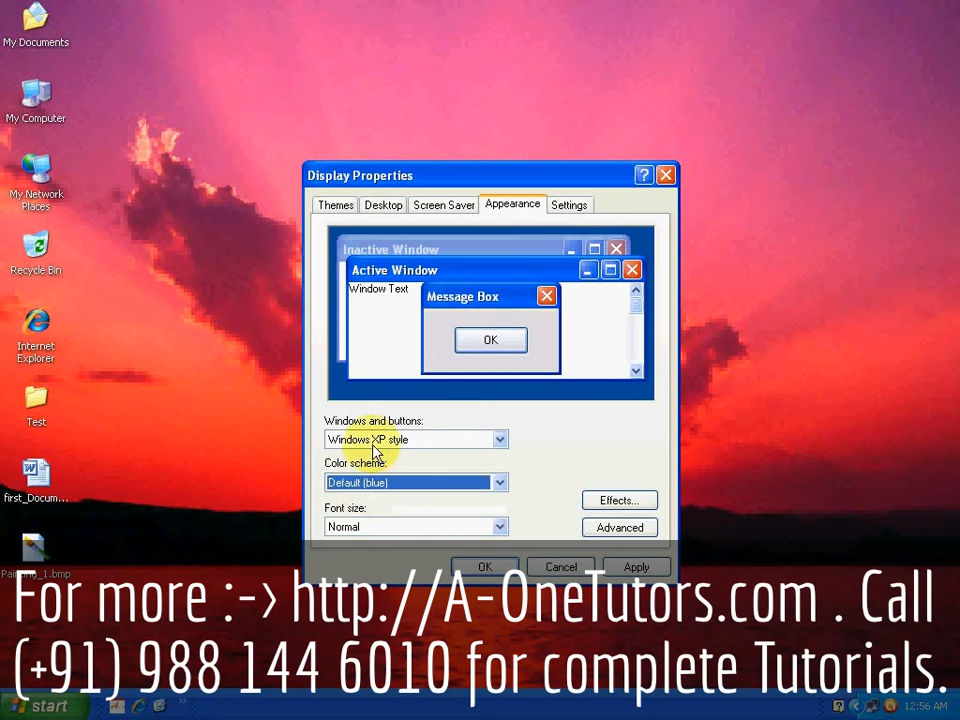 My Documents
My Computer
My Network
Places
Recycle Bin
Internet
Explorer
Test
first_Docum...
Painting_1.bmp
Display Properties
Themes Desktop Screen Saver Appearance Settings
Inactive Window
Active Window
Window Text
Message Box
OK
Windows and buttons:
Windows XP style
Color scheme:
Default (blue)
Font size:
Normal
Effects...
Advanced
OK Cancel Apply
For more :-> http://A-OneTutors.com . Call
(+91) 988 144 6010 for complete Tutorials.
start
12:56 AM